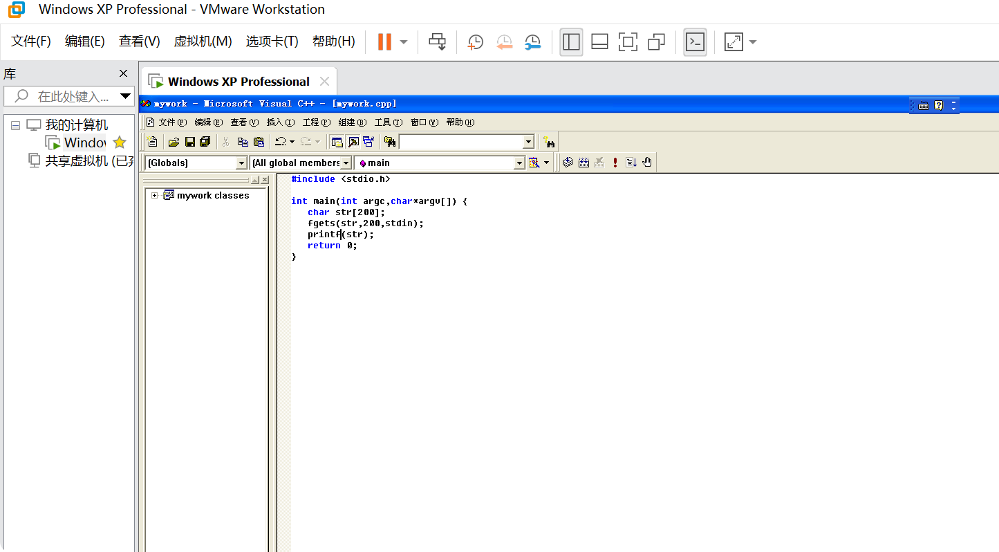 Windows XP Professional - VMware Workstation
文件(F) 编辑(E) 查看(V) 虚拟机(M) 选项卡(T) 帮助(H)
库
在此处键入...
我的计算机
Windov
共享虚拟机 (已弃
Windows XP Professional
mywork - Microsoft Visual C++ - [mywork.cpp]
文件(F) 编辑(E) 查看(V) 插入(I) 工程(P) 组建(B) 工具(T) 窗口(W) 帮助(H)
(Globals) (All global members main
mywork classes
#include <stdio.h>
int main(int argc,char*argv[]) {
char str[200];
fgets(str,200,stdin);
printf(str);
return 0;
}